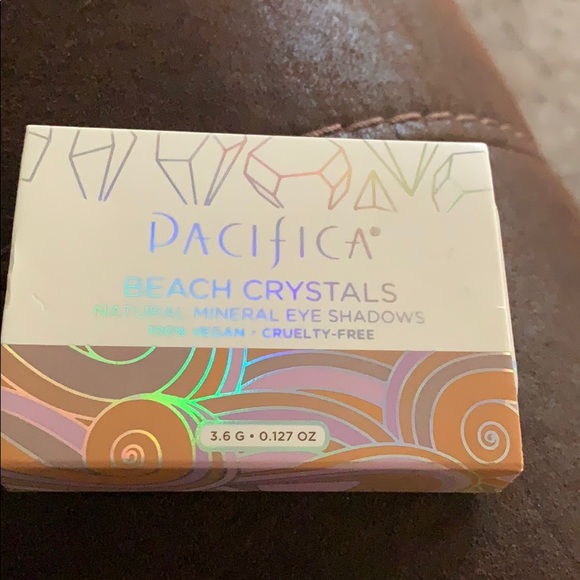 PACIFICA®
BEACH CRYSTALS
NATURAL MINERAL EYE SHADOWS
100% VEGAN • CRUELTY-FREE
3.6 G • 0.127 OZ